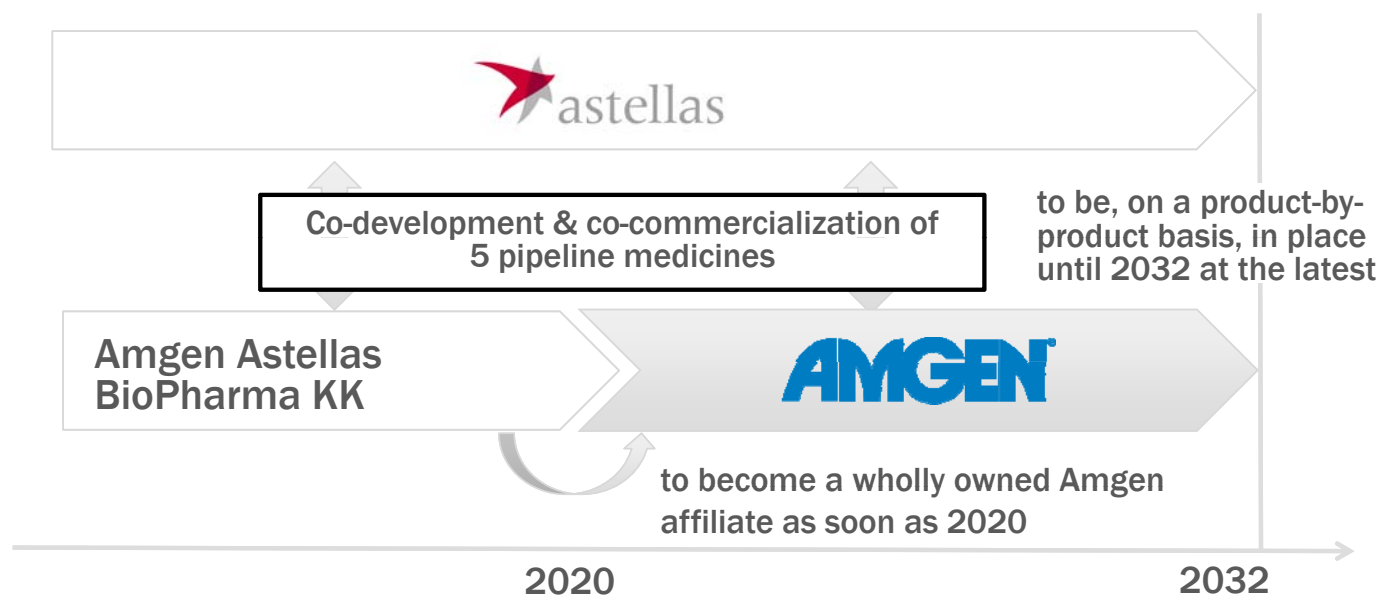 astellas
Co-development & co-commercialization of
5 pipeline medicines
to be, on a product-by-
product basis, in place
until 2032 at the latest
Amgen Astellas
BioPharma KK
AMGEN®
to become a wholly owned Amgen
affiliate as soon as 2020
2020
2032